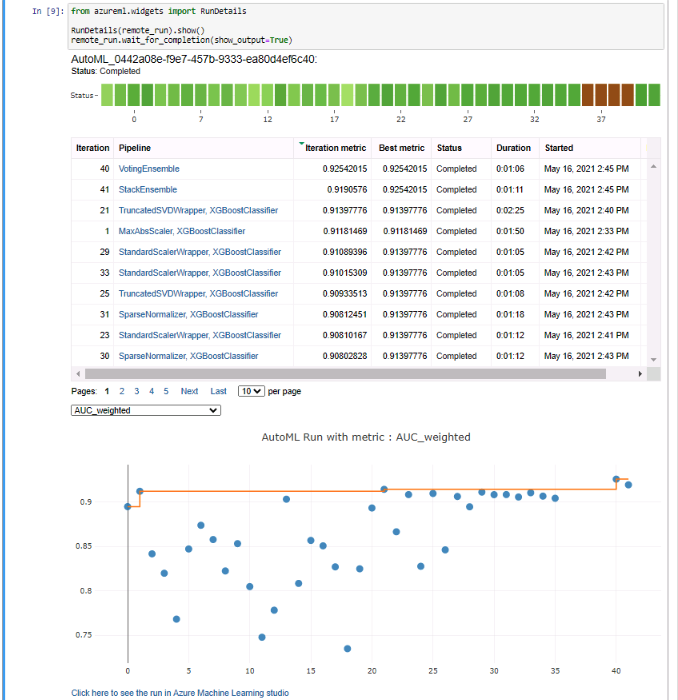 In [9]: from azureml.widgets import RunDetails
RunDetails(remote_run).show()
remote_run.wait_for_completion(show_output=True)
AutoML_0442a08e-f9e7-457b-9333-ea80d4ef6c40:
Status: Completed
Status
0 7 12 17 22 27 32 37
Iteration Pipeline Iteration metric Best metric Status Duration Started
40 VotingEnsemble 0.92542015 0.92542015 Completed 0:01:06 May 16, 2021 2:45 PM
41 StackEnsemble 0.9190576 0.92542015 Completed 0:01:11 May 16, 2021 2:45 PM
21 TruncatedSVDWrapper, XGBoostClassifier 0.91397776 0.91397776 Completed 0:02:25 May 16, 2021 2:40 PM
1 MaxAbsScaler, XGBoostClassifier 0.91181469 0.91181469 Completed 0:01:50 May 16, 2021 2:33 PM
29 StandardScalerWrapper, XGBoostClassifier 0.91089396 0.91397776 Completed 0:01:05 May 16, 2021 2:42 PM
33 StandardScalerWrapper, XGBoostClassifier 0.91015309 0.91397776 Completed 0:01:05 May 16, 2021 2:43 PM
25 TruncatedSVDWrapper, XGBoostClassifier 0.90933513 0.91397776 Completed 0:01:08 May 16, 2021 2:42 PM
31 SparseNormalizer, XGBoostClassifier 0.90812451 0.91397776 Completed 0:01:18 May 16, 2021 2:43 PM
23 StandardScalerWrapper, XGBoostClassifier 0.90810167 0.91397776 Completed 0:01:12 May 16, 2021 2:41 PM
30 SparseNormalizer, XGBoostClassifier 0.90802828 0.91397776 Completed 0:01:12 May 16, 2021 2:43 PM
Pages: 1 2 3 4 5 Next Last 10 per page
AUC_weighted
AutoML Run with metric : AUC_weighted
0.9
0.85
0.8
0.75
0 5 10 15 20 25 30 35 40
Click here to see the run in Azure Machine Learning studio